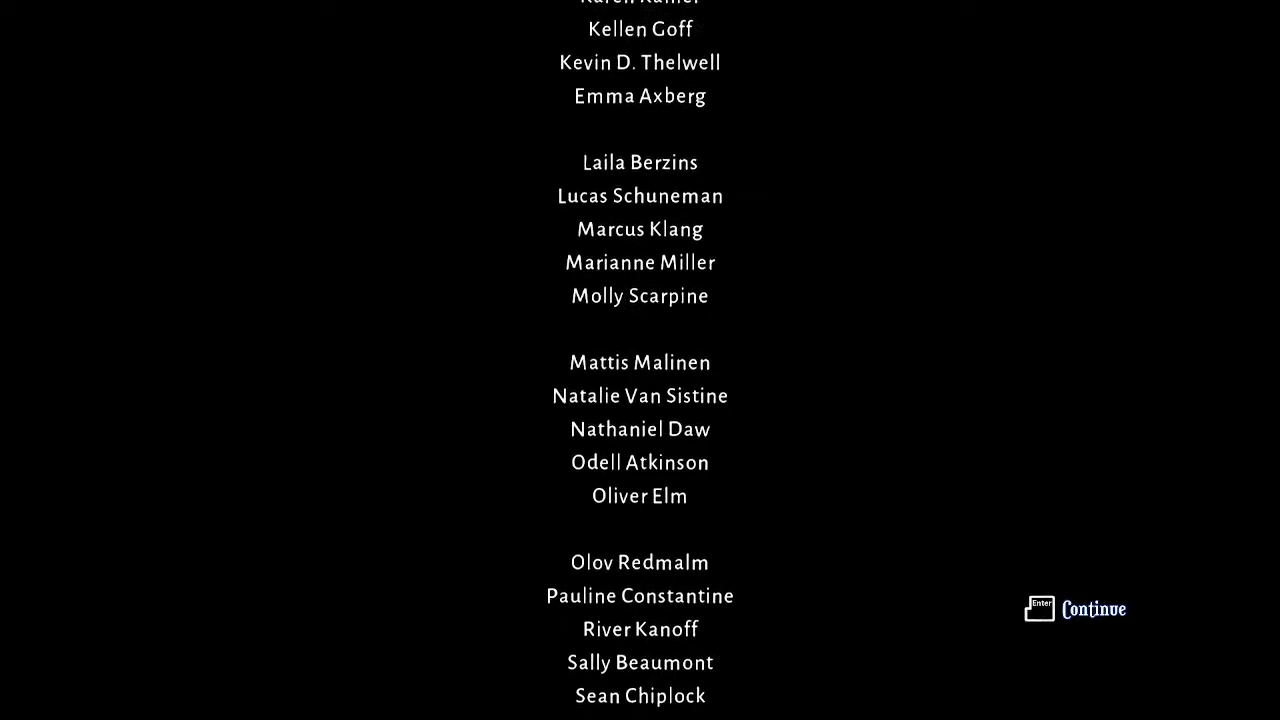 Kellen Goff
Kevin D. Thelwell
Emma Axberg
Laila Berzins
Lucas Schuneman
Marcus Klang
Marianne Miller
Molly Scarpine
Mattis Malinen
Natalie Van Sistine
Nathaniel Daw
Odell Atkinson
Oliver Elm
Olov Redmalm
Pauline Constantine
River Kanoff
Sally Beaumont
Sean Chiplock
Enter Continue